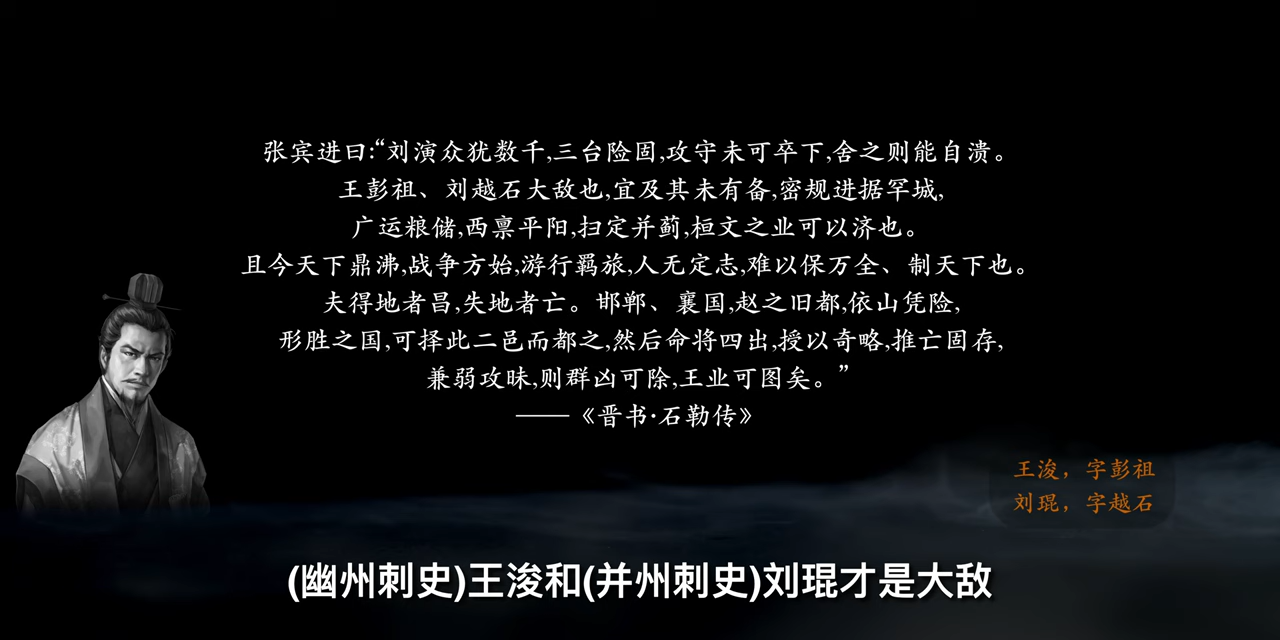 张宾进曰:“刘演众犹数千,三台险固,攻守未可卒下,舍之则能自溃。
王彭祖、刘越石大敌也,宜及其未有备,密规进据罕城,
广运粮储,西禀平阳,扫定并蓟,桓文之业可以济也。
且今天下鼎沸,战争方始,游行羁旅,人无定志,难以保万全、制天下也。
夫得地者昌,失地者亡。邯郸、襄国,赵之旧都,依山凭险,
形胜之国,可择此二邑而都之,然后命将四出,授以奇略,推亡固存,
兼弱攻昧,则群凶可除,王业可图矣。”
——《晋书·石勒传》
王浚，字彭祖
刘琨，字越石
(幽州刺史)王浚和(并州刺史)刘琨才是大敌